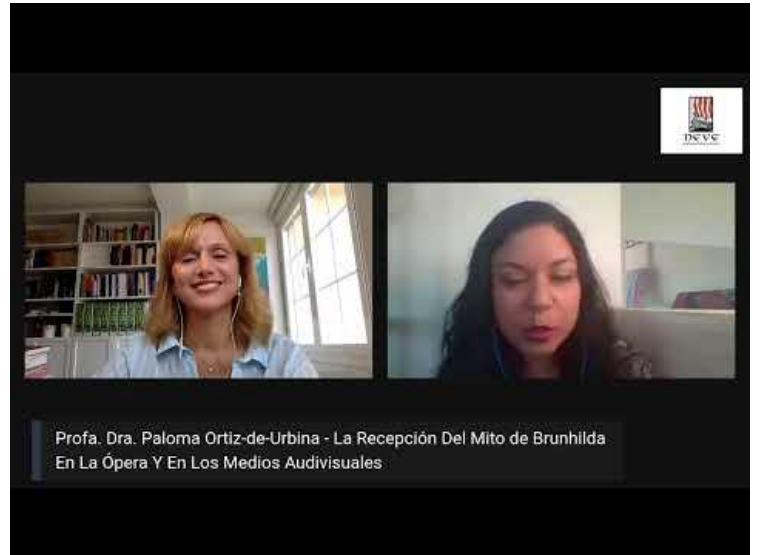 NEVE
Profa. Dra. Paloma Ortiz-de-Urbina - La Recepción Del Mito de Brunhilda
En La Ópera Y En Los Medios Audivisuales